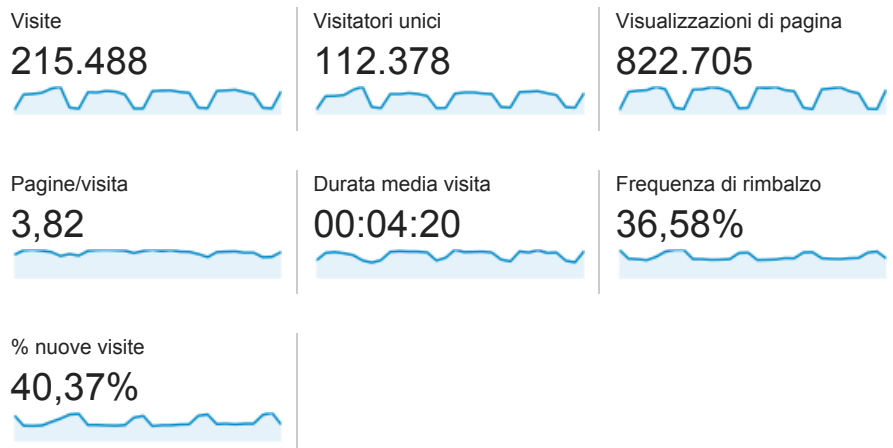 Visite
215.488
Visitatori unici
112.378
Visualizzazioni di pagina
822.705
Pagine/visita
3,82
Durata media visita
00:04:20
Frequenza di rimbalzo
36,58%
% nuove visite
40,37%